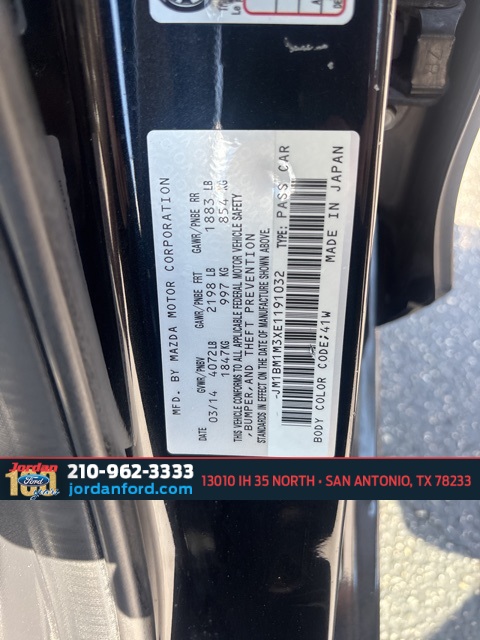 MFD. BY MAZDA MOTOR CORPORATION
DATE GVWR/PNBV GAWR/PNBE FRT GAWR/PNBE RR
03/14 4072LB 2198 LB 1883 LB
1847KG 997 KG 854 KG
THIS VEHICLE CONFORMS TO ALL APPLICABLE FEDERAL MOTOR VEHICLE SAFETY
,BUMPER,AND THEFT PREVENTION
STANDARDS IN EFFECT ON THE DATE OF MANUFACTURE SHOWN ABOVE.
JM1BM1M3XE1191032 TYPE: PASS CAR
BODY COLOR CODE;41W MADE IN JAPAN
Jordan
Ford
100
210-962-3333
jordanford.com
13010 IH 35 NORTH • SAN ANTONIO, TX 78233